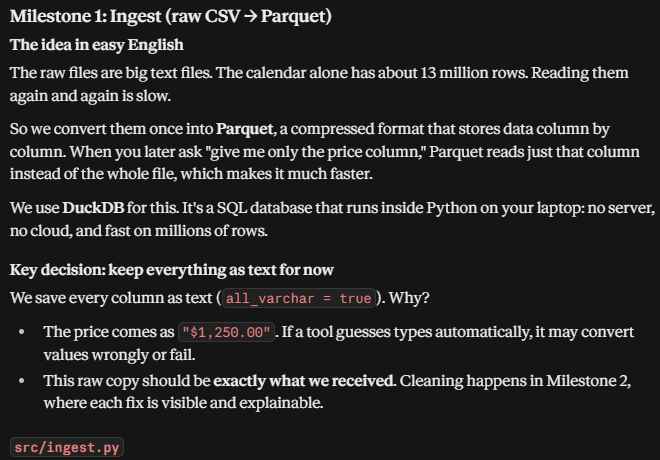 Milestone 1: Ingest (raw CSV → Parquet)
The idea in easy English
The raw files are big text files. The calendar alone has about 13 million rows. Reading them
again and again is slow.
So we convert them once into Parquet, a compressed format that stores data column by
column. When you later ask "give me only the price column," Parquet reads just that column
instead of the whole file, which makes it much faster.
We use DuckDB for this. It's a SQL database that runs inside Python on your laptop: no server,
no cloud, and fast on millions of rows.
Key decision: keep everything as text for now
We save every column as text ( all_varchar = true ). Why?
• The price comes as "$1,250.00" . If a tool guesses types automatically, it may convert
values wrongly or fail.
• This raw copy should be exactly what we received. Cleaning happens in Milestone 2,
where each fix is visible and explainable.
src/ingest.py